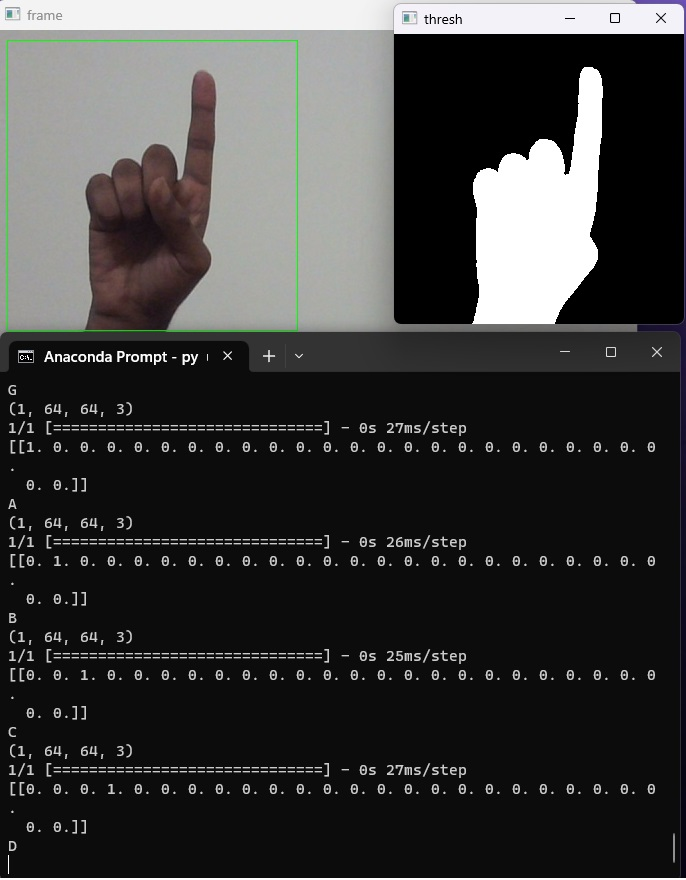 frame
thresh
Anaconda Prompt - py
G
(1, 64, 64, 3)
1/1 [==============================] - 0s 27ms/step
[[1. 0. 0. 0. 0. 0. 0. 0. 0. 0. 0. 0. 0. 0. 0. 0. 0. 0. 0. 0. 0. 0. 0. 0
.
  0. 0.]]
A
(1, 64, 64, 3)
1/1 [==============================] - 0s 26ms/step
[[0. 1. 0. 0. 0. 0. 0. 0. 0. 0. 0. 0. 0. 0. 0. 0. 0. 0. 0. 0. 0. 0. 0. 0
.
  0. 0.]]
B
(1, 64, 64, 3)
1/1 [==============================] - 0s 25ms/step
[[0. 0. 1. 0. 0. 0. 0. 0. 0. 0. 0. 0. 0. 0. 0. 0. 0. 0. 0. 0. 0. 0. 0. 0
.
  0. 0.]]
C
(1, 64, 64, 3)
1/1 [==============================] - 0s 27ms/step
[[0. 0. 0. 1. 0. 0. 0. 0. 0. 0. 0. 0. 0. 0. 0. 0. 0. 0. 0. 0. 0. 0. 0. 0
.
  0. 0.]]
D